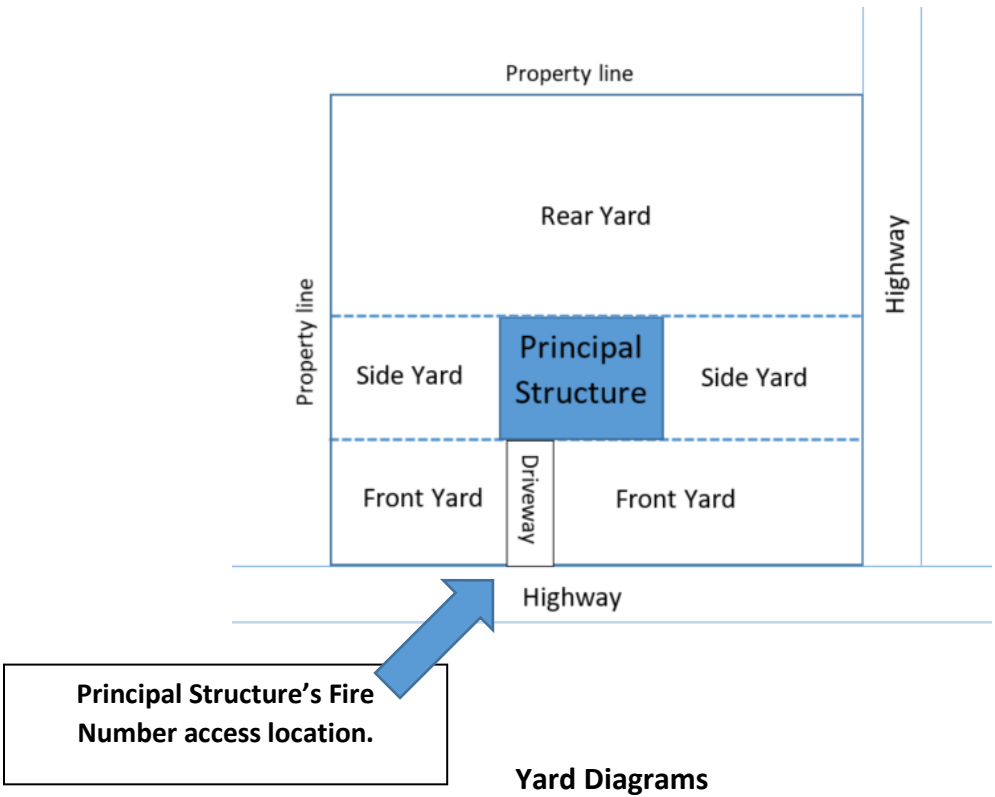 Property line
Rear Yard
Highway
Property line
Principal
Structure
Side Yard
Side Yard
Driveway
Front Yard
Front Yard
Highway
Principal Structure’s Fire
Number access location.
Yard Diagrams